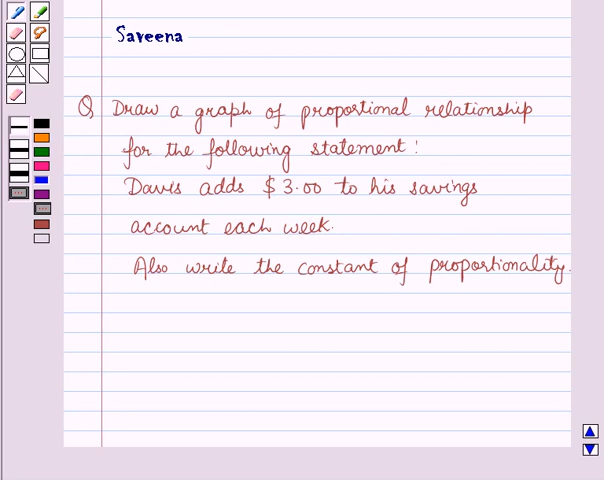 Saveena
Q Draw a graph of proportional relationship
for the following statement:
Davis adds $3.00 to his savings
account each week.
Also write the constant of proportionality.